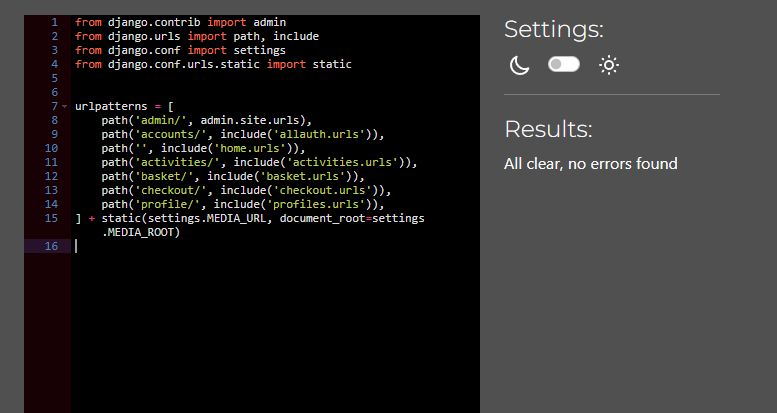 1 from django.contrib import admin
2 from django.urls import path, include
3 from django.conf import settings
4 from django.conf.urls.static import static
5
6
7 urlpatterns = [
8     path('admin/', admin.site.urls),
9     path('accounts/', include('allauth.urls')),
10     path('', include('home.urls')),
11     path('activities/', include('activities.urls')),
12     path('basket/', include('basket.urls')),
13     path('checkout/', include('checkout.urls')),
14     path('profile/', include('profiles.urls')),
15 ] + static(settings.MEDIA_URL, document_root=settings
    .MEDIA_ROOT)
16
Settings:
Results:
All clear, no errors found